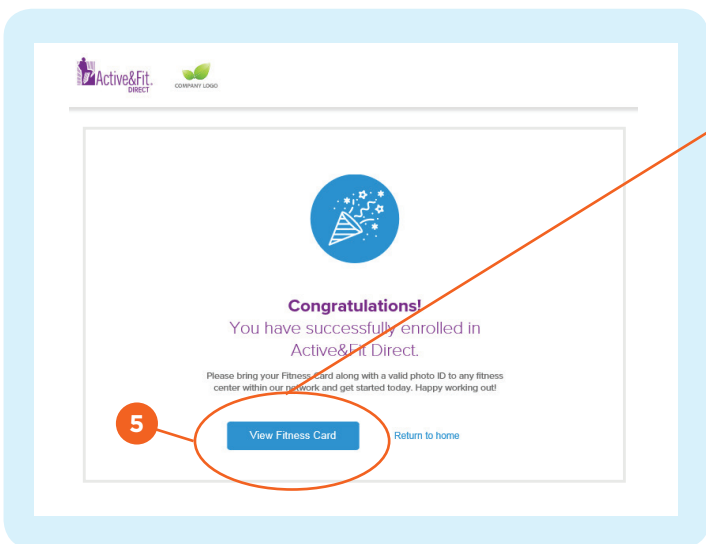 Active&Fit.
DIRECT
COMPANY LOGO
Congratulations!
You have successfully enrolled in
Active&Fit Direct.
Please bring your Fitness Card along with a valid photo ID to any fitness
center within our network and get started today. Happy working out!
5
View Fitness Card
Return to home